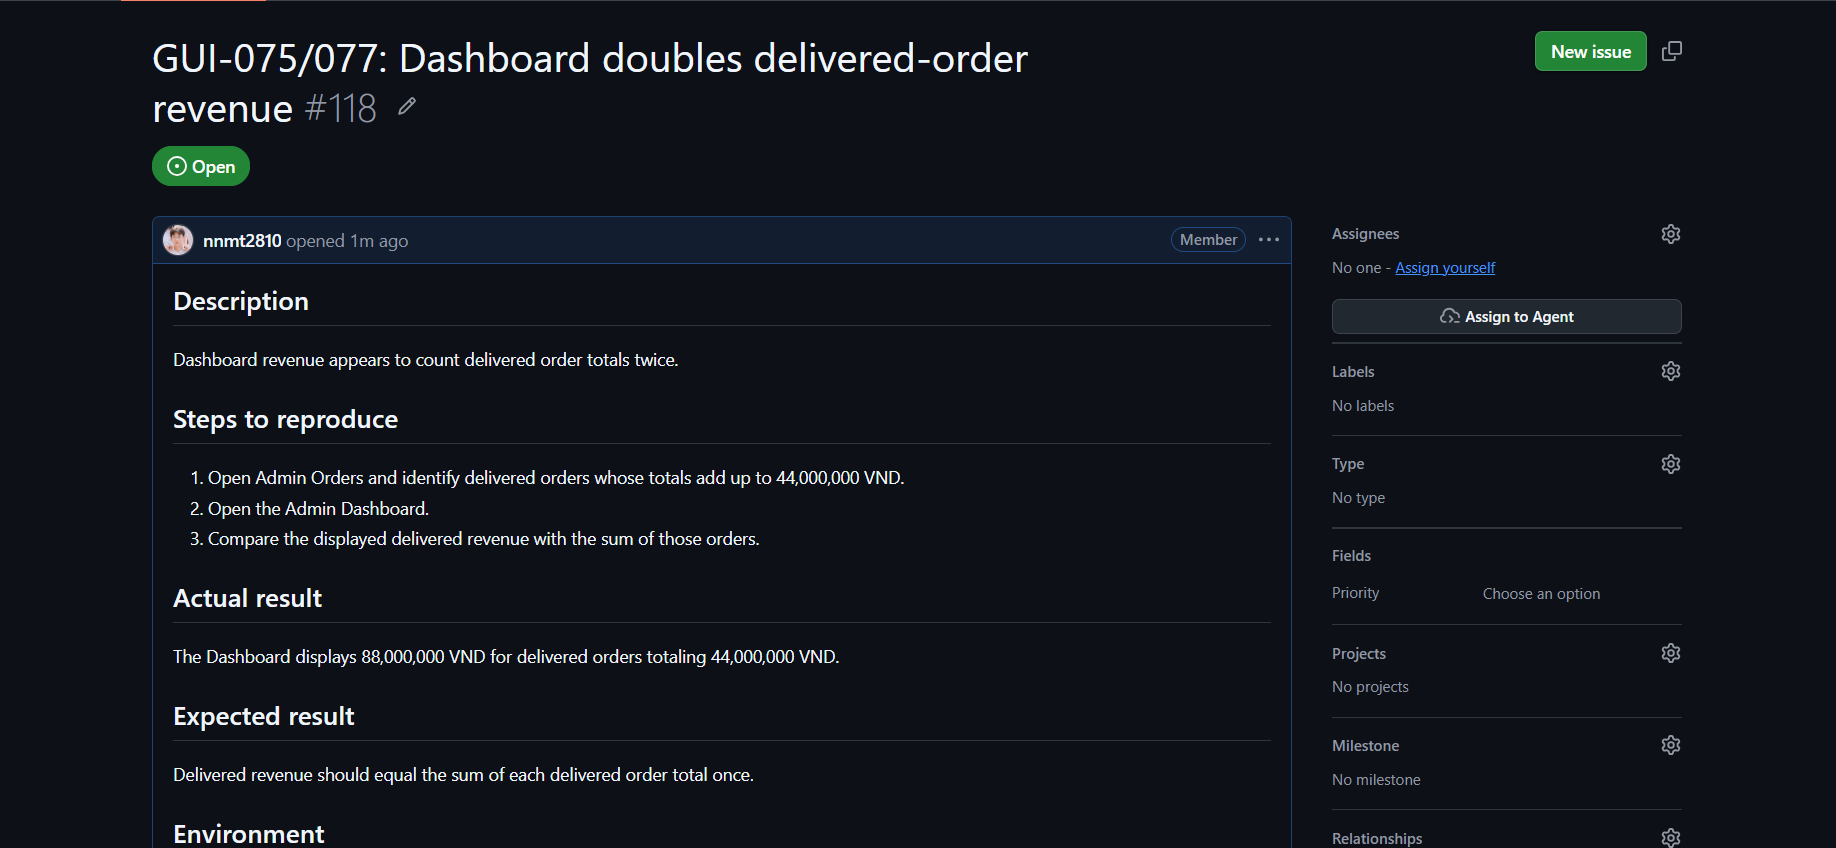 GUI-075/077: Dashboard doubles delivered-order
revenue #118
New issue
Open
nnmt2810 opened 1m ago
Member
Description
Dashboard revenue appears to count delivered order totals twice.
Steps to reproduce
1. Open Admin Orders and identify delivered orders whose totals add up to 44,000,000 VND.
2. Open the Admin Dashboard.
3. Compare the displayed delivered revenue with the sum of those orders.
Actual result
The Dashboard displays 88,000,000 VND for delivered orders totaling 44,000,000 VND.
Expected result
Delivered revenue should equal the sum of each delivered order total once.
Environment
Assignees
No one - Assign yourself
Assign to Agent
Labels
No labels
Type
No type
Fields
Priority Choose an option
Projects
No projects
Milestone
No milestone
Relationships